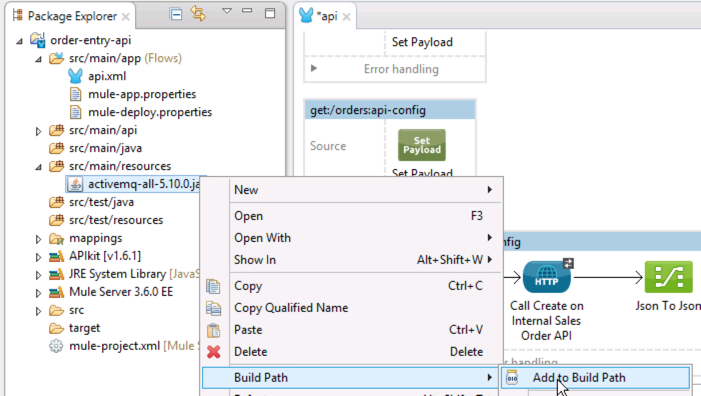 Package Explorer
*api
order-entry-api
src/main/app (Flows)
api.xml
mule-app.properties
mule-deploy.properties
src/main/api
src/main/java
src/main/resources
activemq-all-5.10.0.ja
src/test/java
src/test/resources
mappings
APIkit [v1.6.1]
JRE System Library [JavaS
Mule Server 3.6.0 EE
src
target
mule-project.xml [Mule S
Set Payload
Error handling
get:/orders:api-config
Source
Set
Payload
Set Payload
nfig
HTTP
Call Create on
Internal Sales
Order API
Json To Json
r handling
New
Open F3
Open With
Show In Alt+Shift+W
Copy Ctrl+C
Copy Qualified Name
Paste Ctrl+V
Delete Delete
Build Path
010
Add to Build Path